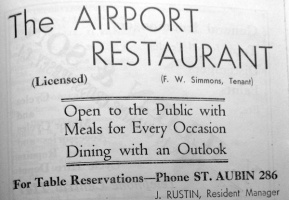 The AIRPORT
RESTAURANT
(Licensed) (F. W. Simmons, Tenant)
Open to the Public with
Meals for Every Occasion
Dining with an Outlook
For Table Reservations—Phone ST. AUBIN 286
J. RUSTIN, Resident Manager